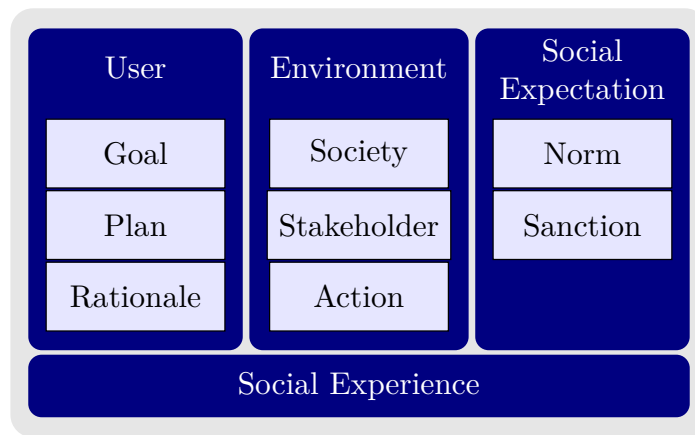 User
Goal
Plan
Rationale
Environment
Society
Stakeholder
Action
Social
Expectation
Norm
Sanction
Social Experience